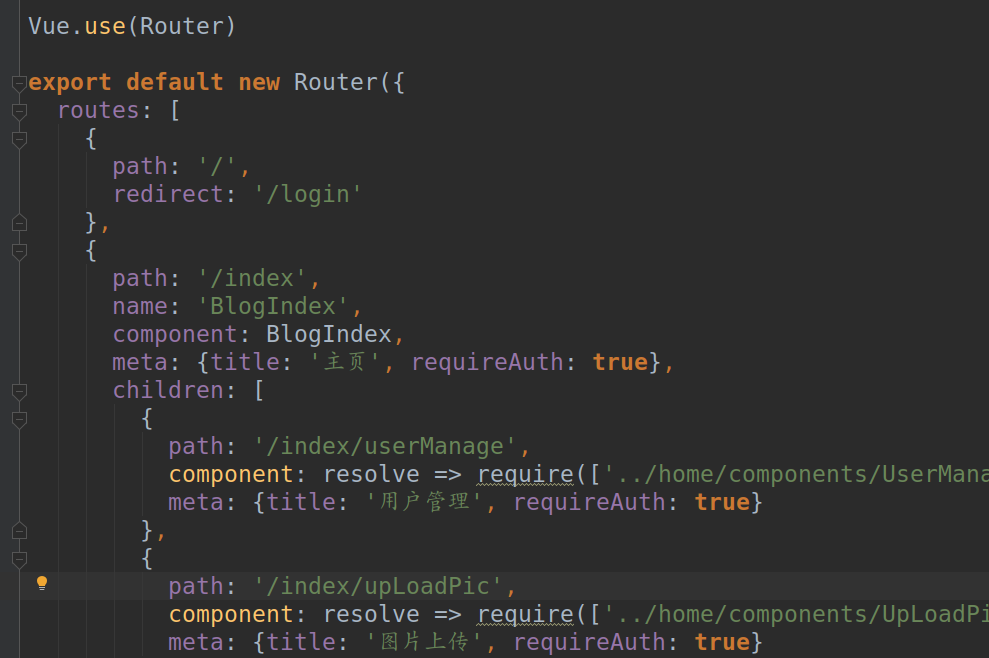 Vue.use(Router)
export default new Router({
routes: [
{
path: '/',
redirect: '/login'
},
{
path: '/index',
name: 'BlogIndex',
component: BlogIndex,
meta: {title: '主页', requireAuth: true},
children: [
{
path: '/index/userManage',
component: resolve => require(['../home/components/UserMana
meta: {title: '用户管理', requireAuth: true}
},
{
path: '/index/upLoadPic',
component: resolve => require(['../home/components/UpLoadPi
meta: {title: '图片上传', requireAuth: true}